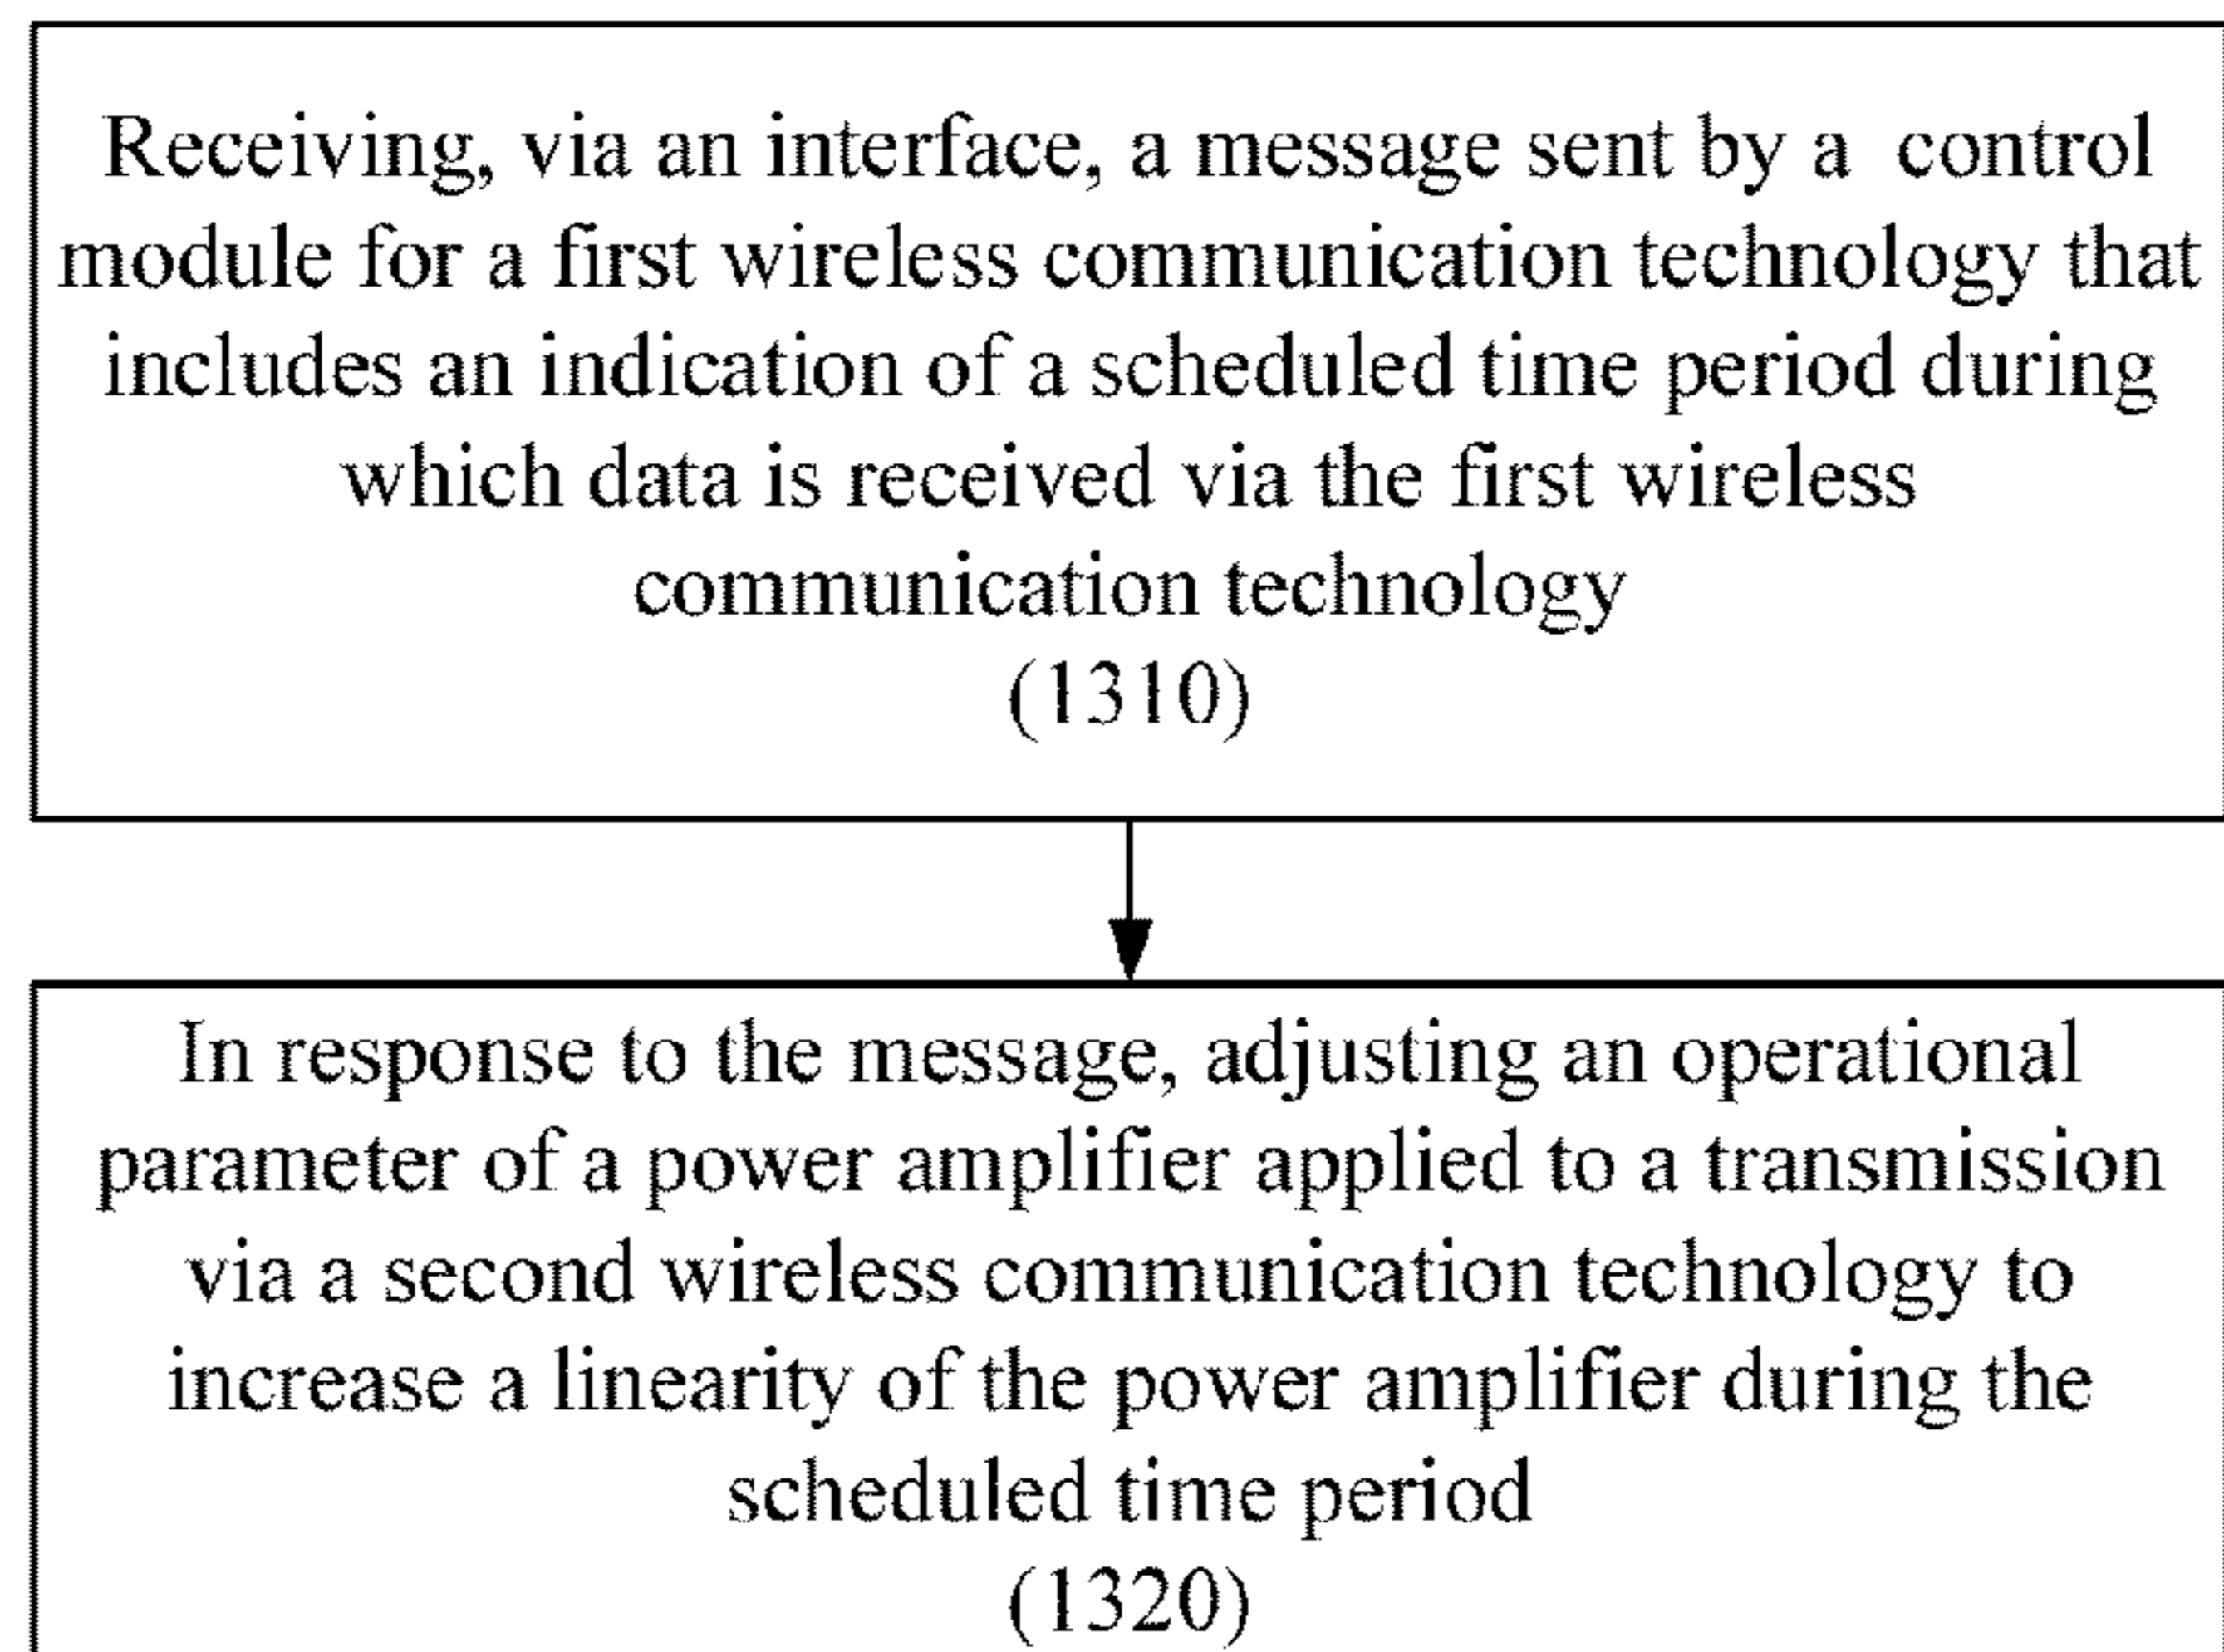 Receiving, via an interface, a message sent by a control
module for a first wireless communication technology that
includes an indication of a scheduled time period during
which data is received via the first wireless
communication technology
(1310)
In response to the message, adjusting an operational
parameter of a power amplifier applied to a transmission
via a second wireless communication technology to
increase a linearity of the power amplifier during the
scheduled time period
(1320)